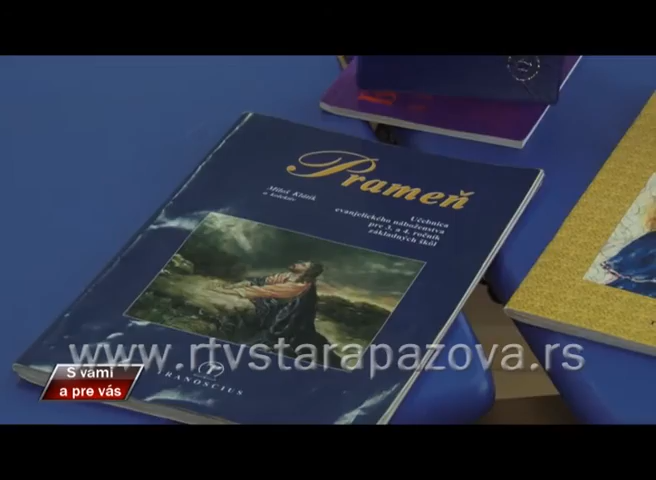 Prameň
Miloš Klátik
a kolektív
Učebnica
evanjelického náboženstva
pre 3. a 4. ročník
základných škôl
www.rtvstarapazova.rs
TRANOSCIUS
S vami
a pre vás